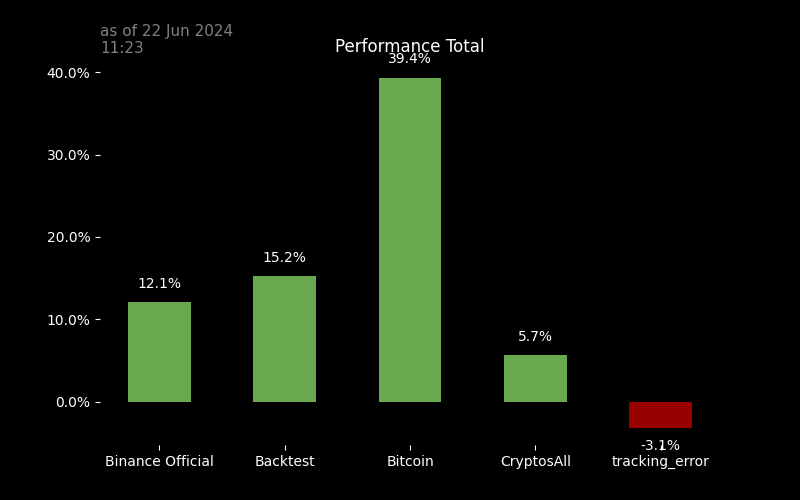 as of 22 Jun 2024
11:23
Performance Total
39.4%
40.0%
30.0%
20.0%
15.2%
12.1%
10.0%
5.7%
0.0%
-3.1%
Binance Official
Backtest
Bitcoin
CryptosAll
tracking_error